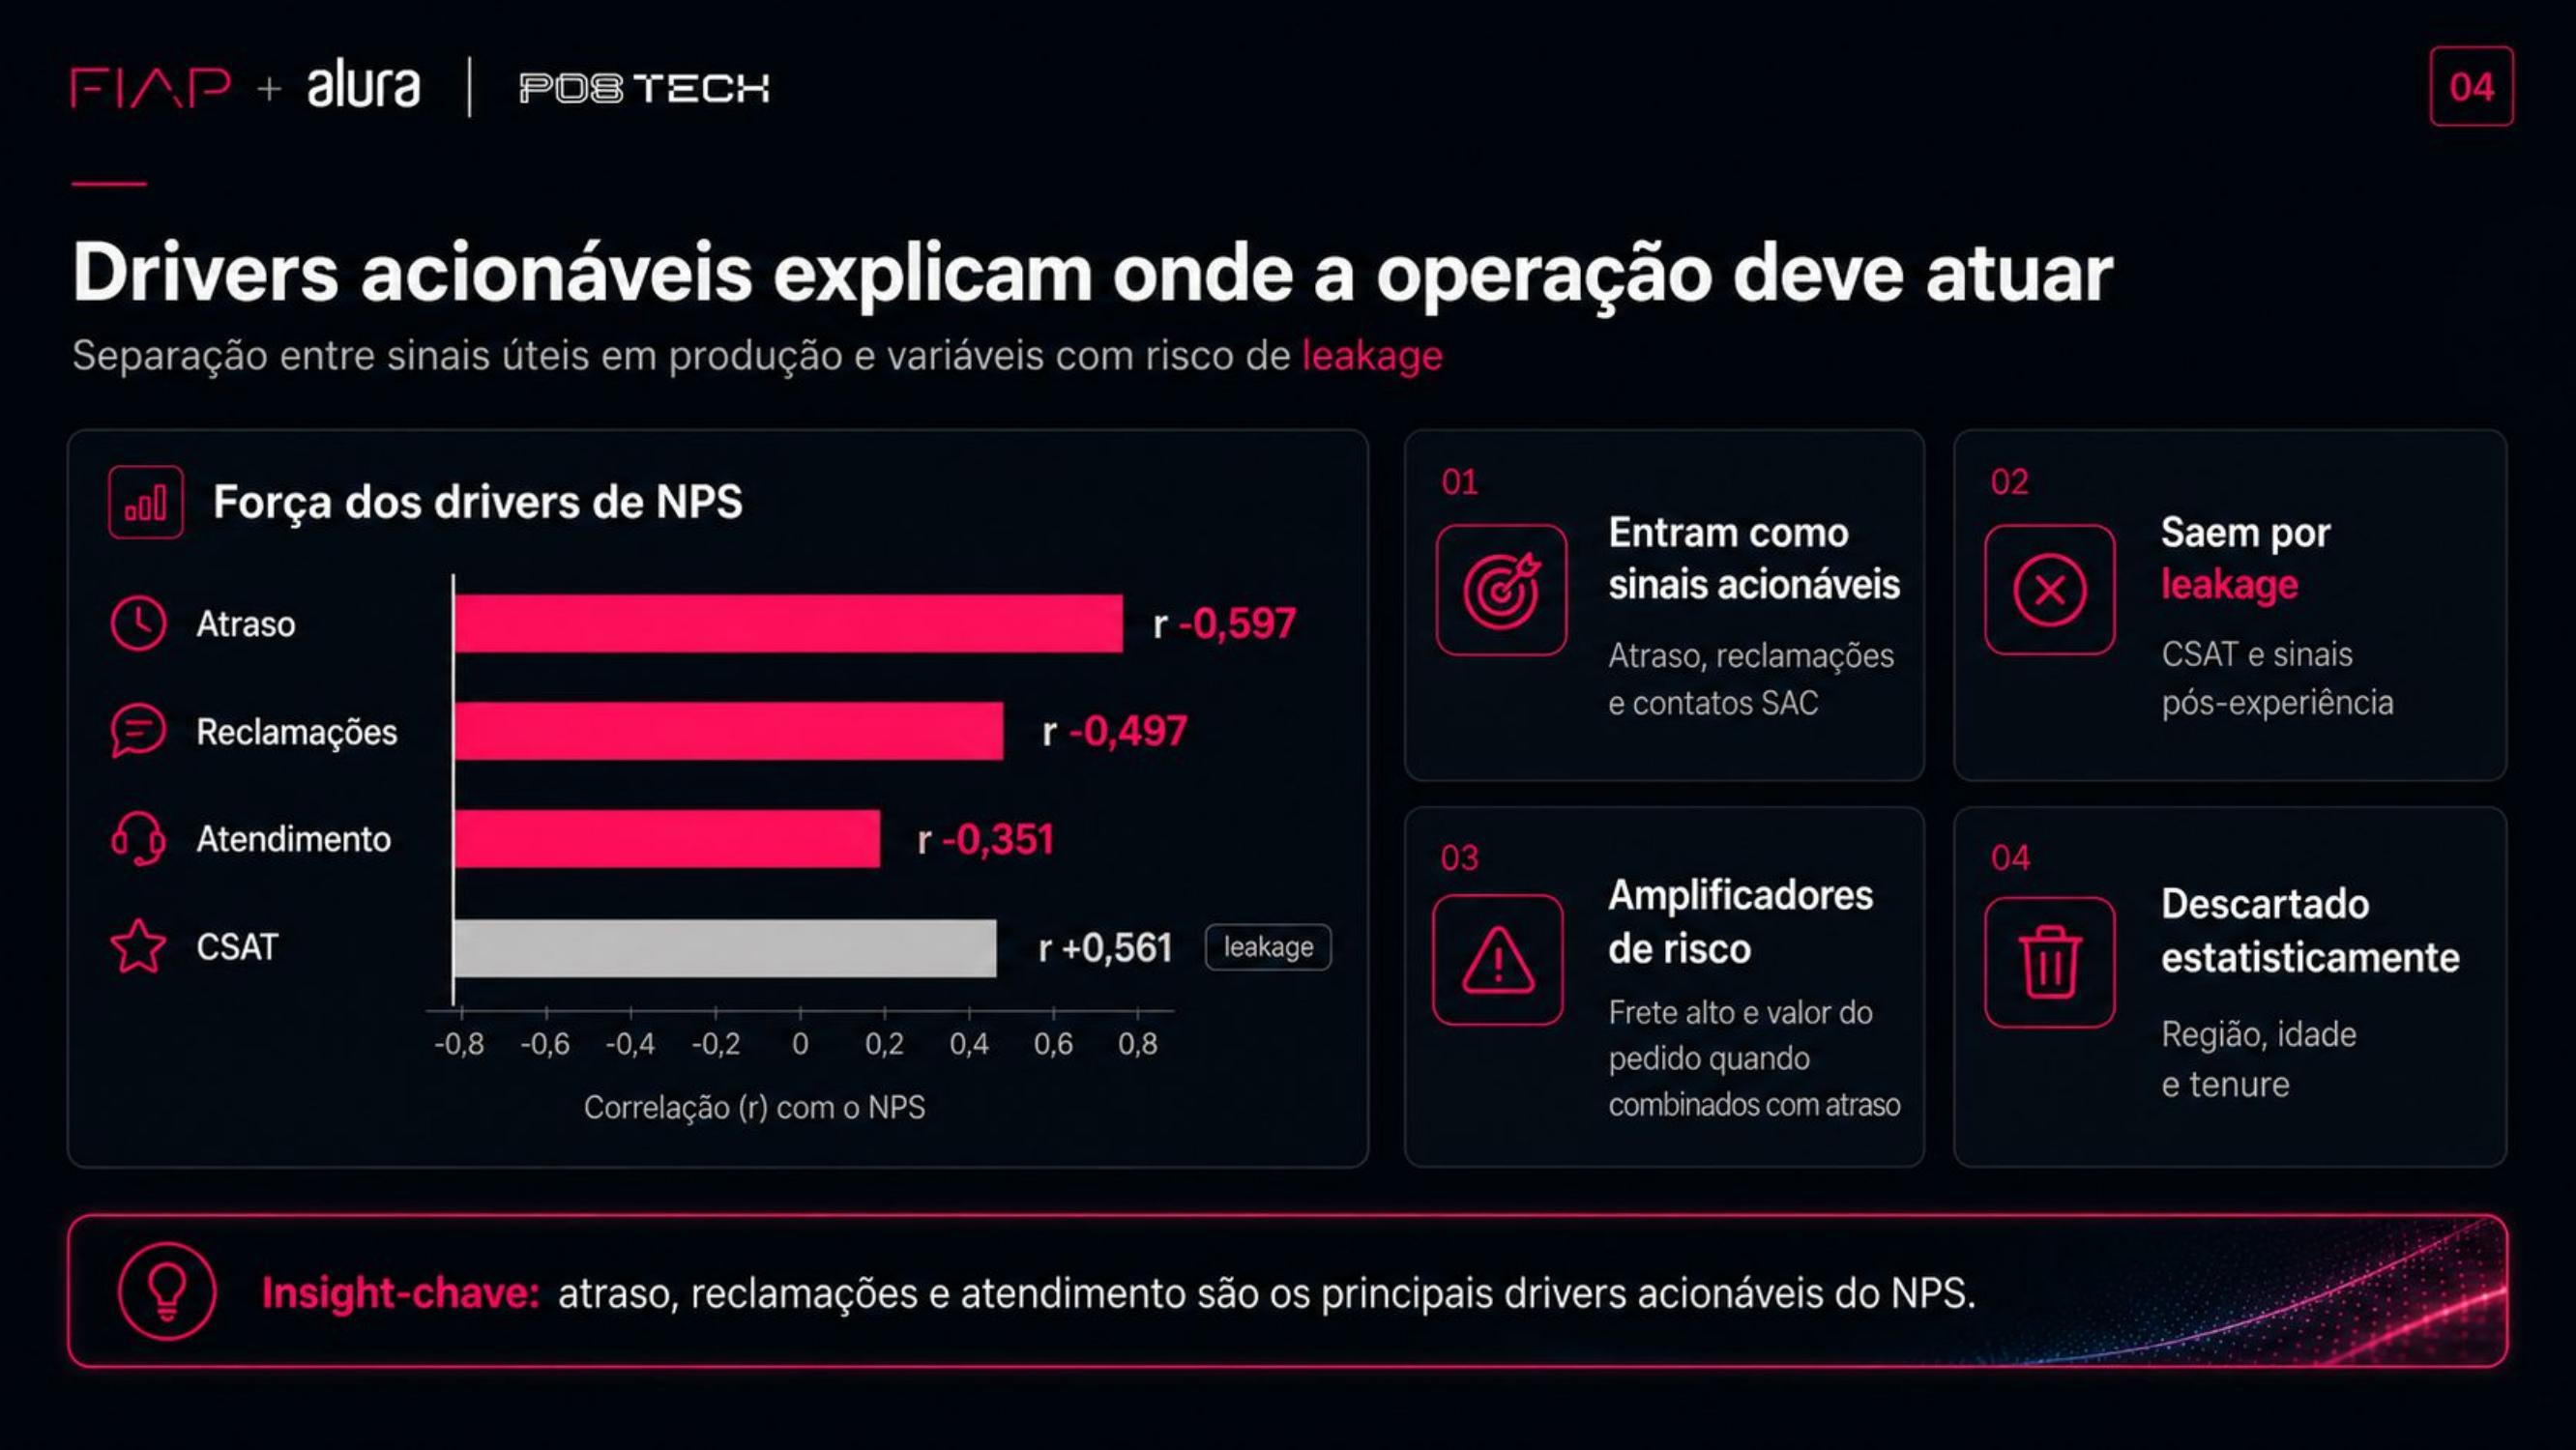 FIAP + alura | POS TECH
04
Drivers acionáveis explicam onde a operação deve atuar
Separação entre sinais úteis em produção e variáveis com risco de leakage
Força dos drivers de NPS
Atraso r -0,597
Reclamações r -0,497
Atendimento r -0,351
CSAT r +0,561 leakage
-0,8 -0,6 -0,4 -0,2 0 0,2 0,4 0,6 0,8
Correlação (r) com o NPS
01
Entram como
sinais acionáveis
Atraso, reclamações
e contatos SAC
02
Saem por
leakage
CSAT e sinais
pós-experiência
03
Amplificadores
de risco
Frete alto e valor do
pedido quando
combinados com atraso
04
Descartado
estatisticamente
Região, idade
e tenure
Insight-chave: atraso, reclamações e atendimento são os principais drivers acionáveis do NPS.